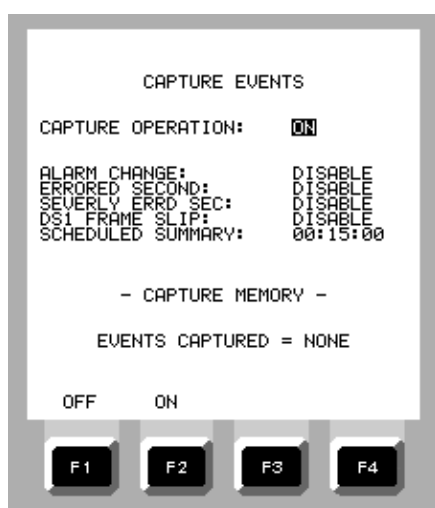 CAPTURE EVENTS
CAPTURE OPERATION: ON
ALARM CHANGE: DISABLE
ERRORED SECOND: DISABLE
SEVERLY ERRD SEC: DISABLE
DS1 FRAME SLIP: DISABLE
SCHEDULED SUMMARY: 00:15:00
- CAPTURE MEMORY -
EVENTS CAPTURED = NONE
OFF ON
F1 F2 F3 F4